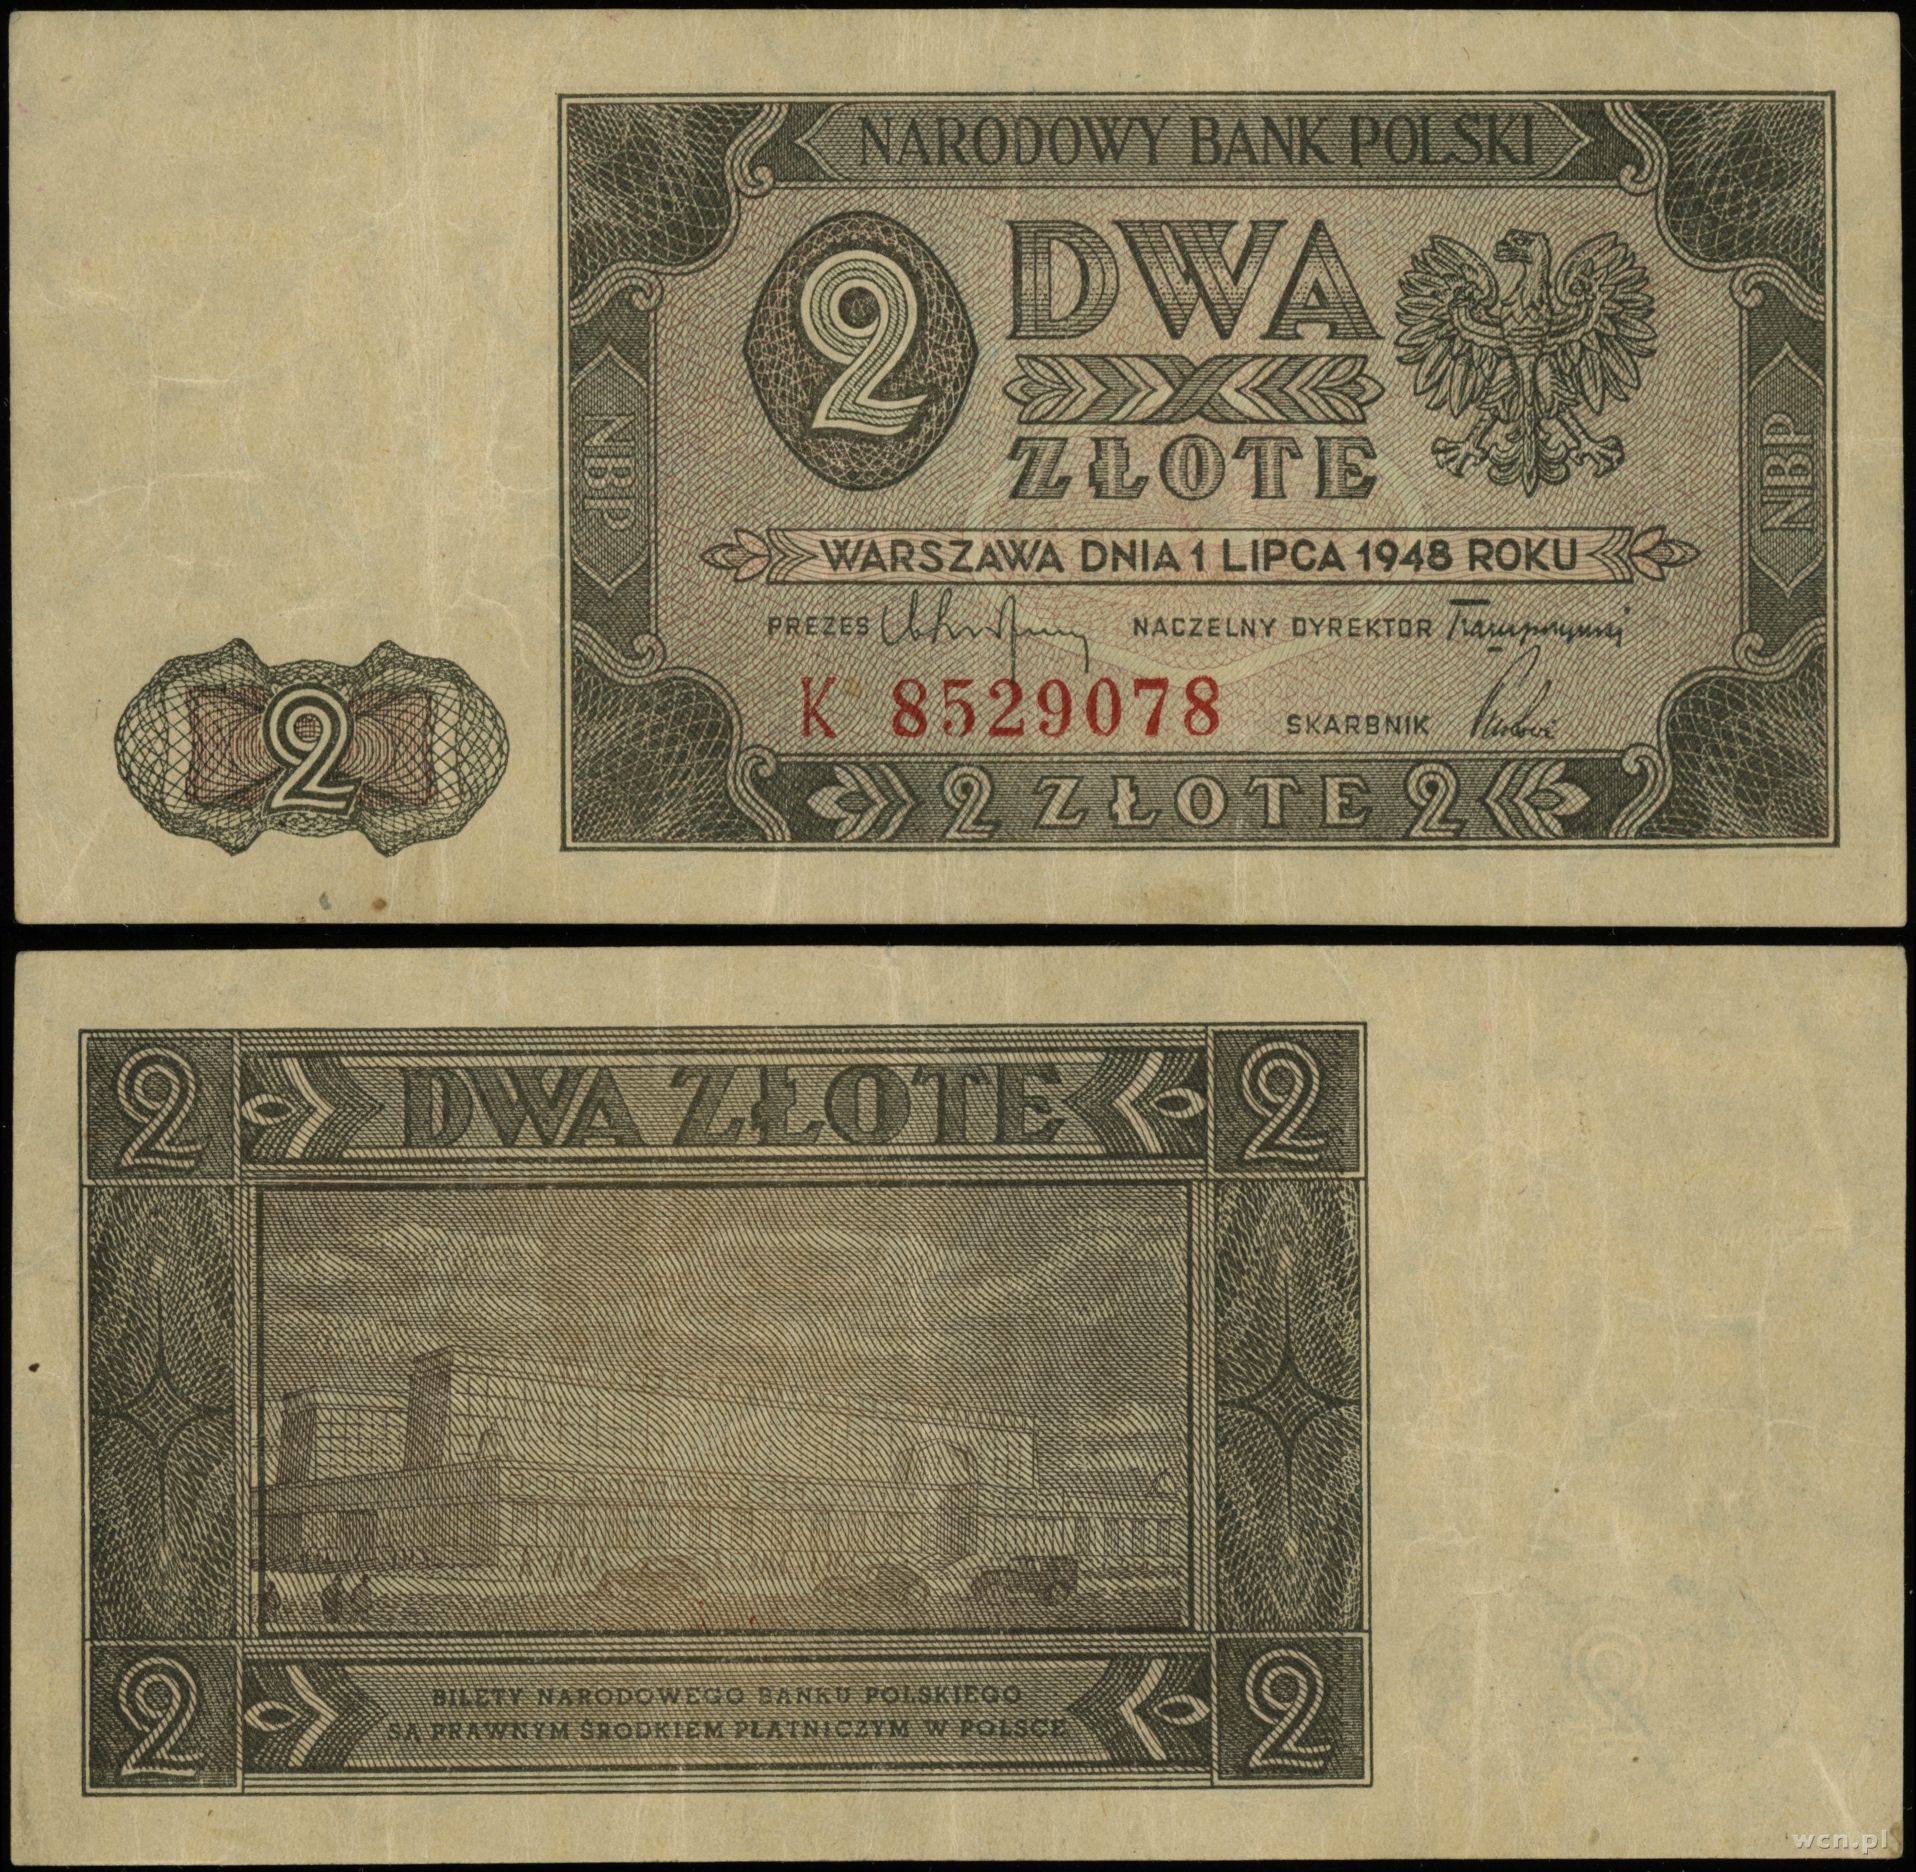 NARODOWY BANK POLSKI
2
DWA
ZŁOTE
NBP
NBP
WARSZAWA DNIA 1 LIPCA 1948 ROKU
PREZES NACZELNY DYREKTOR
K 8529078 SKARBNIK
2
2 ZŁOTE 2
2 DWA ZŁOTE 2
2 BILETY NARODOWEGO BANKU POLSKIEGO 2
SĄ PRAWNYM ŚRODKIEM PŁATNICZYM W POLSCE
wcn.pl